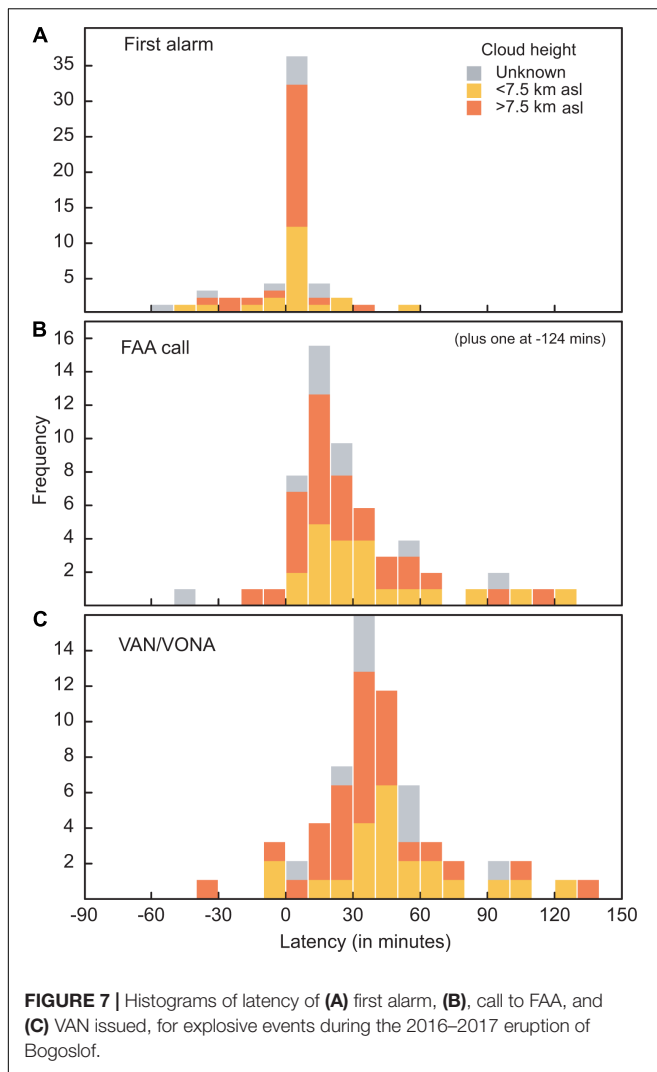 A
First alarm
Cloud height
Unknown
<7.5 km asl
>7.5 km asl
35
30
25
20
15
10
5
B
FAA call
(plus one at -124 mins)
16
14
12
10
8
6
4
2
Frequency
C
VAN/VONA
14
12
10
8
6
4
2
-90 -60 -30 0 30 60 90 120 150
Latency (in minutes)
FIGURE 7 | Histograms of latency of (A) first alarm, (B), call to FAA, and
(C) VAN issued, for explosive events during the 2016–2017 eruption of
Bogoslof.